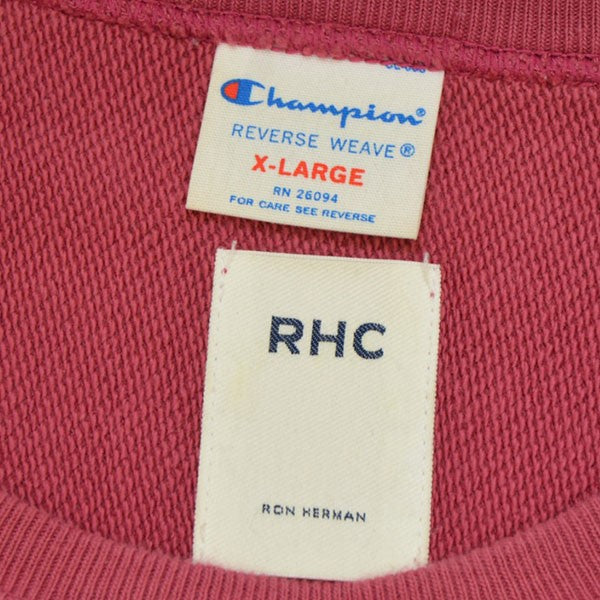 Champion®
REVERSE WEAVE®
X-LARGE
RN 26094
FOR CARE SEE REVERSE
RHC
RON HERMAN